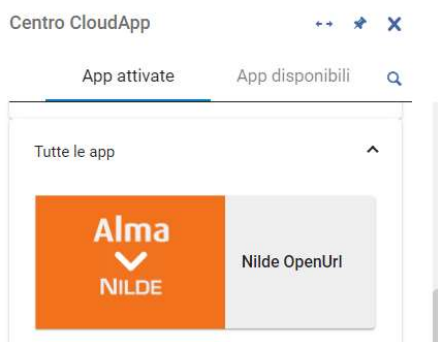 Centro CloudApp
App attivate App disponibili
Tutte le app
Alma
NILDE
Nilde OpenUrl